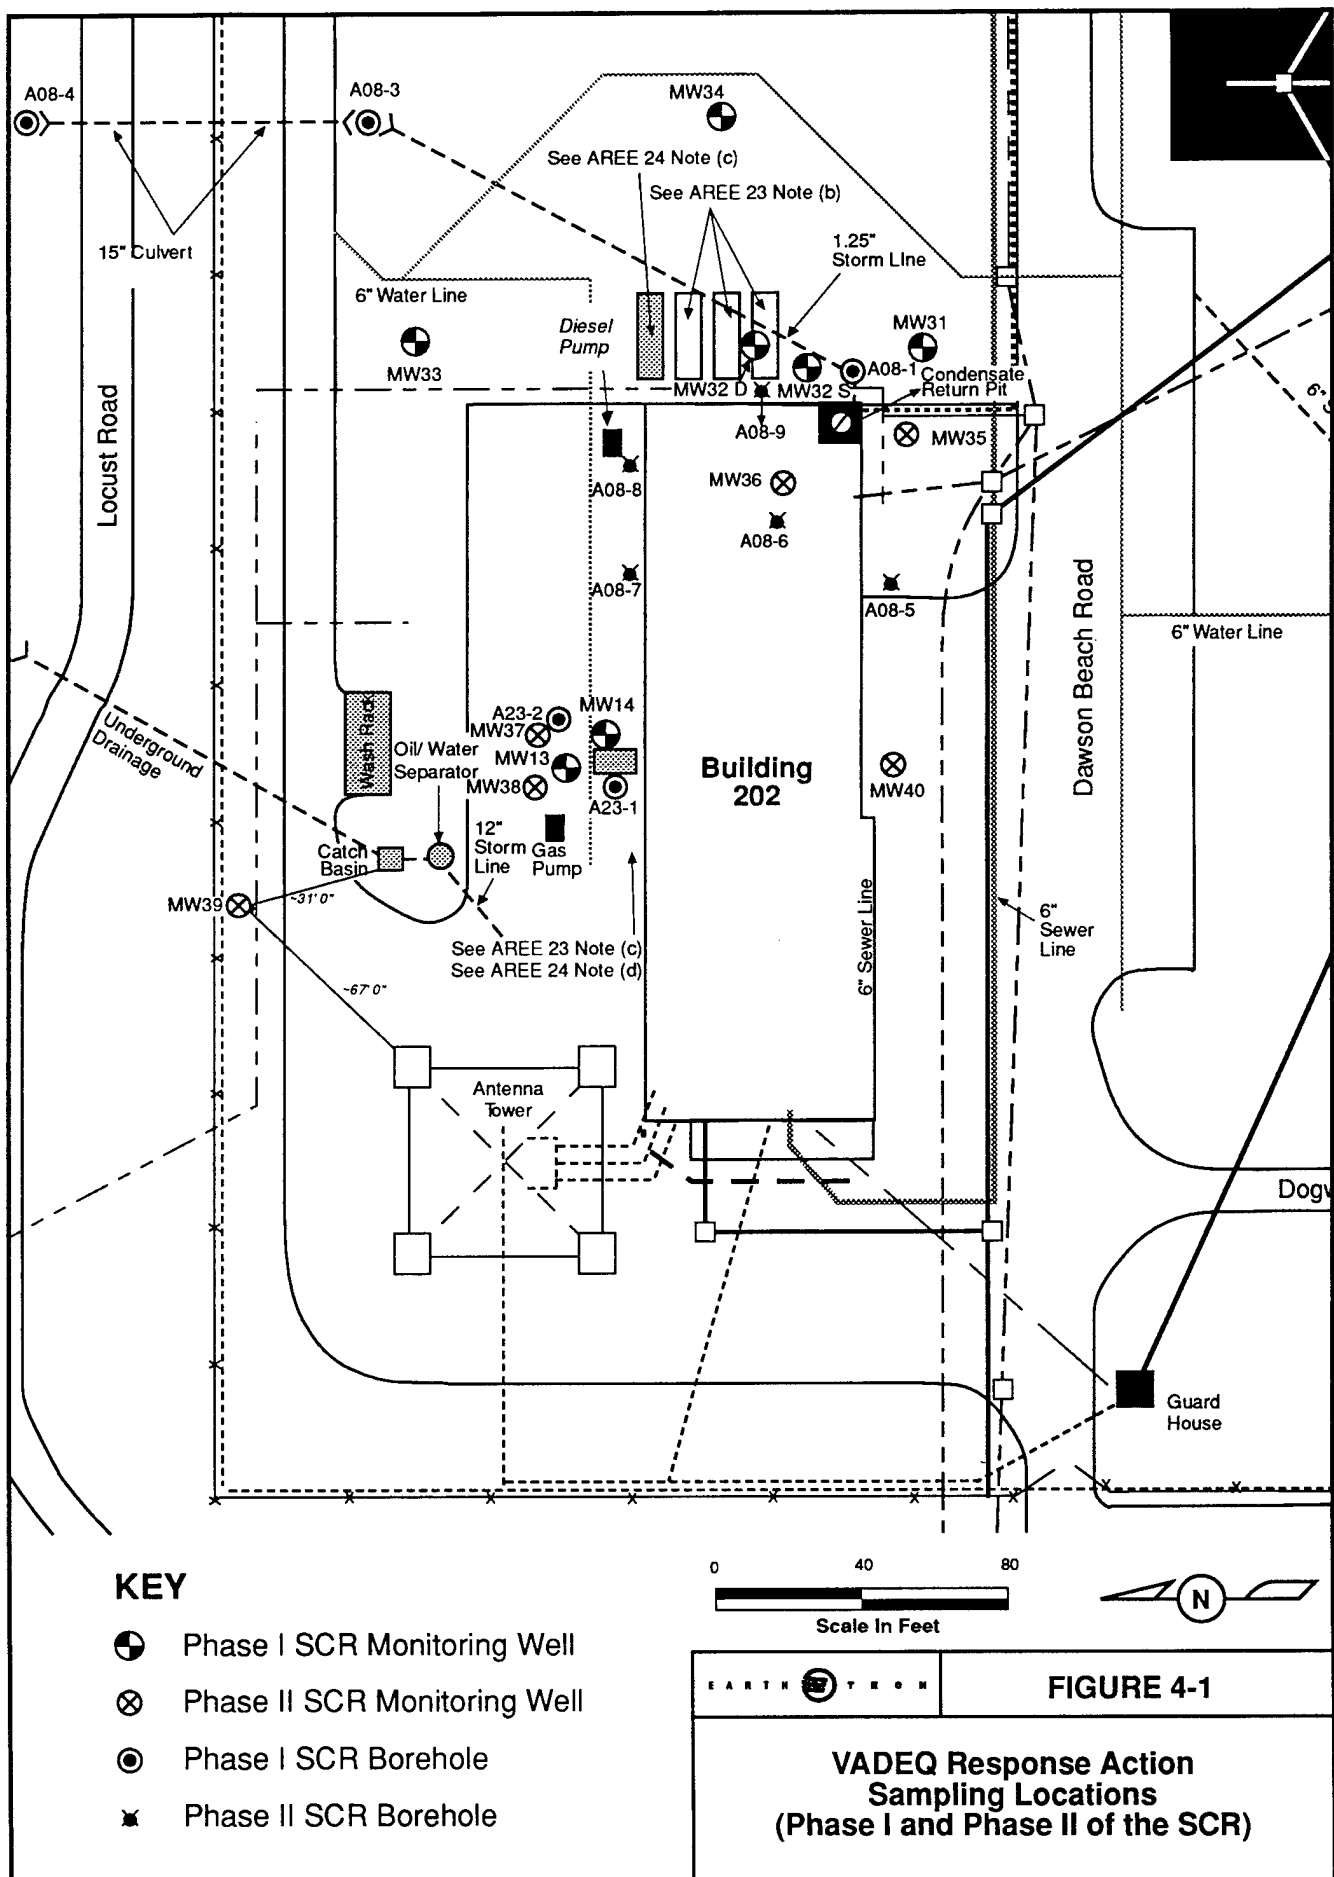 A08-4
A08-3
MW34
See AREE 24 Note (c)
See AREE 23 Note (b)
15" Culvert
1.25"
Storm LIne
6" Water Line
Diesel
Pump
MW31
MW33
A08-1
Condensate
Return Pit
MW32 D
MW32 S
A08-9
MW35
6" S
Locust Road
A08-8
MW36
A08-6
A08-7
A08-5
Dawson Beach Road
6" Water Line
Underground
Drainage
Wash Rack
A23-2
MW14
MW37
Oil/ Water
Separator
MW13
MW38
A23-1
Building
202
MW40
12"
Storm
Line
Gas
Pump
Catch
Basin
MW39
~31' 0"
6" Sewer Line
6"
Sewer
Line
See AREE 23 Note (c)
See AREE 24 Note (d)
~67' 0"
Antenna
Tower
Dogw
Guard
House
KEY
Phase I SCR Monitoring Well
Phase II SCR Monitoring Well
Phase I SCR Borehole
Phase II SCR Borehole
0 40 80
Scale In Feet
N
EARTH TECH
FIGURE 4-1
VADEQ Response Action
Sampling Locations
(Phase I and Phase II of the SCR)